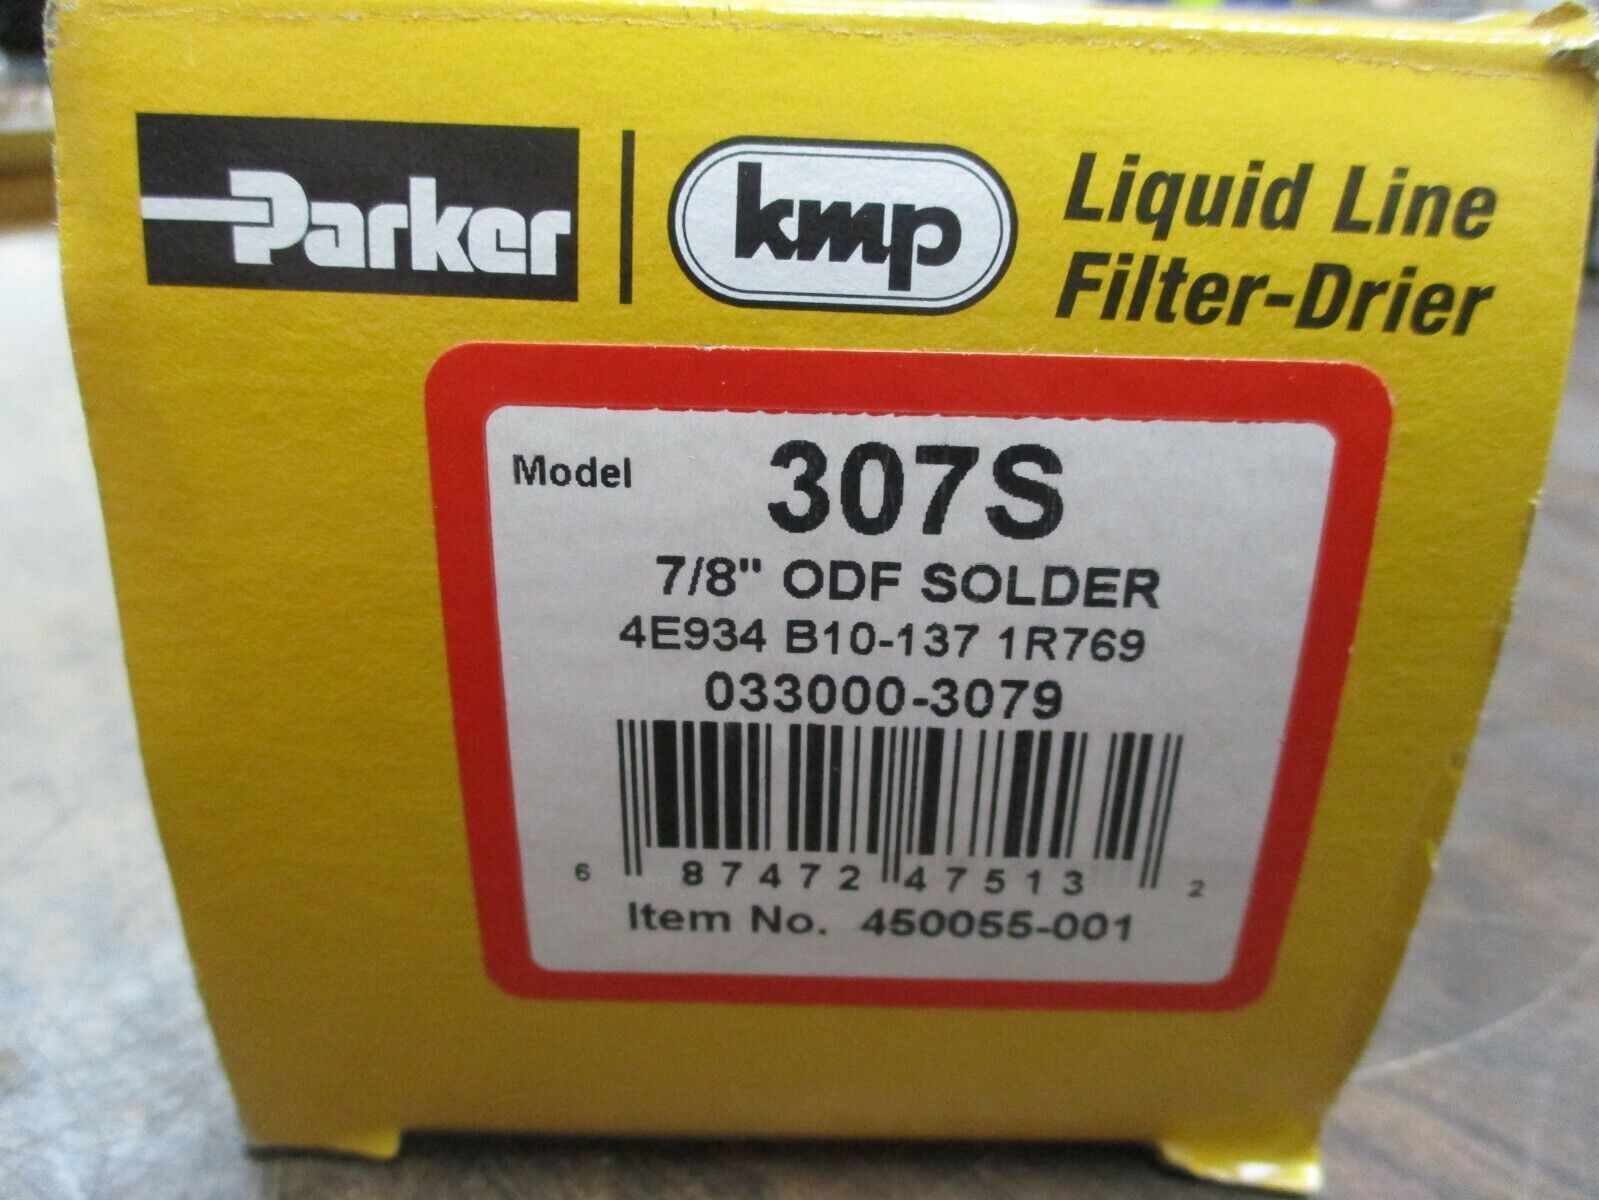 Parker
kmp
Liquid Line
Filter-Drier
Model 307S
7/8" ODF SOLDER
4E934 B10-137 1R769
033000-3079
6 87472 47513 2
Item No. 450055-001